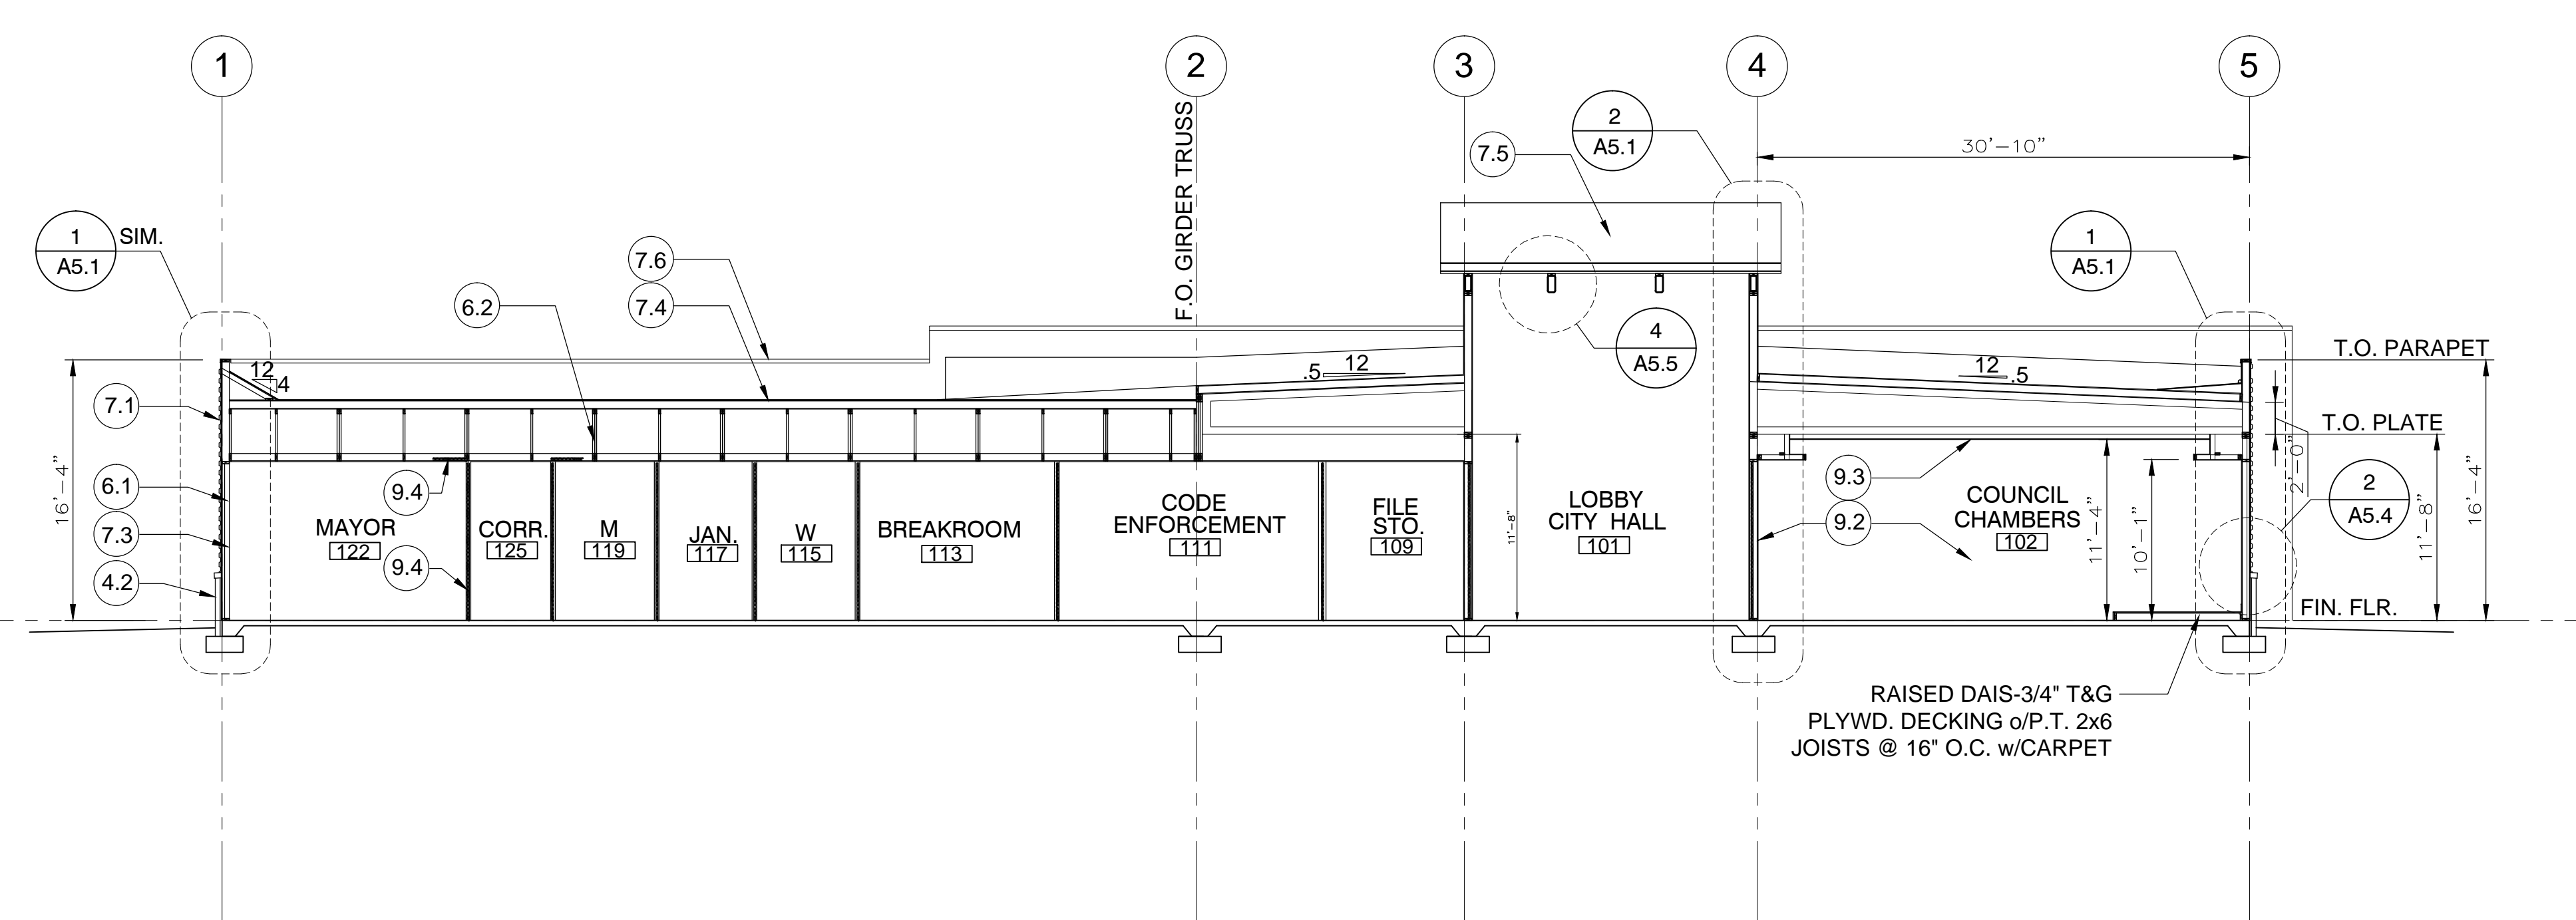 1
2
3
4
5
F.O. GIRDER TRUSS
2
A5.1
7.5
30'-10"
1
A5.1
SIM.
7.6
7.4
6.2
4
A5.5
1
A5.1
12
4
.5
12
12
.5
T.O. PARAPET
T.O. PLATE
FIN. FLR.
7.1
6.1
7.3
4.2
16'-4"
9.4
9.4
MAYOR
122
CORR.
125
M
119
JAN.
117
W
115
BREAKROOM
113
CODE
ENFORCEMENT
111
FILE
STO.
109
11'-8"
LOBBY
CITY HALL
101
9.3
9.2
COUNCIL
CHAMBERS
102
11'-4"
10'-1"
2'-0"
2
A5.4
11'-8"
16'-4"
RAISED DAIS-3/4" T&G
PLYWD. DECKING o/P.T. 2x6
JOISTS @ 16" O.C. w/CARPET